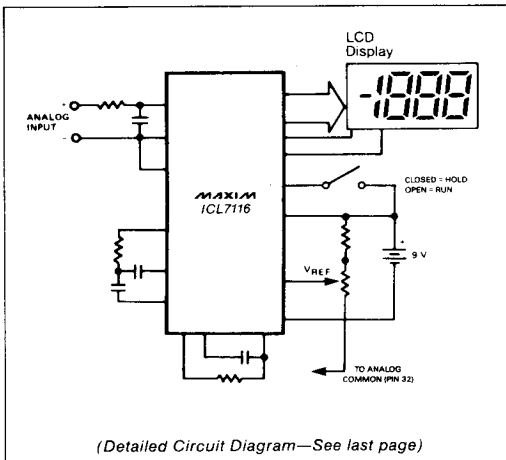 LCD
Display
-1888
+
ANALOG
INPUT
-
MAXIM
ICL7116
CLOSED = HOLD
OPEN = RUN
+
9 V
VREF
TO ANALOG
COMMON (PIN 32)
(Detailed Circuit Diagram—See last page)